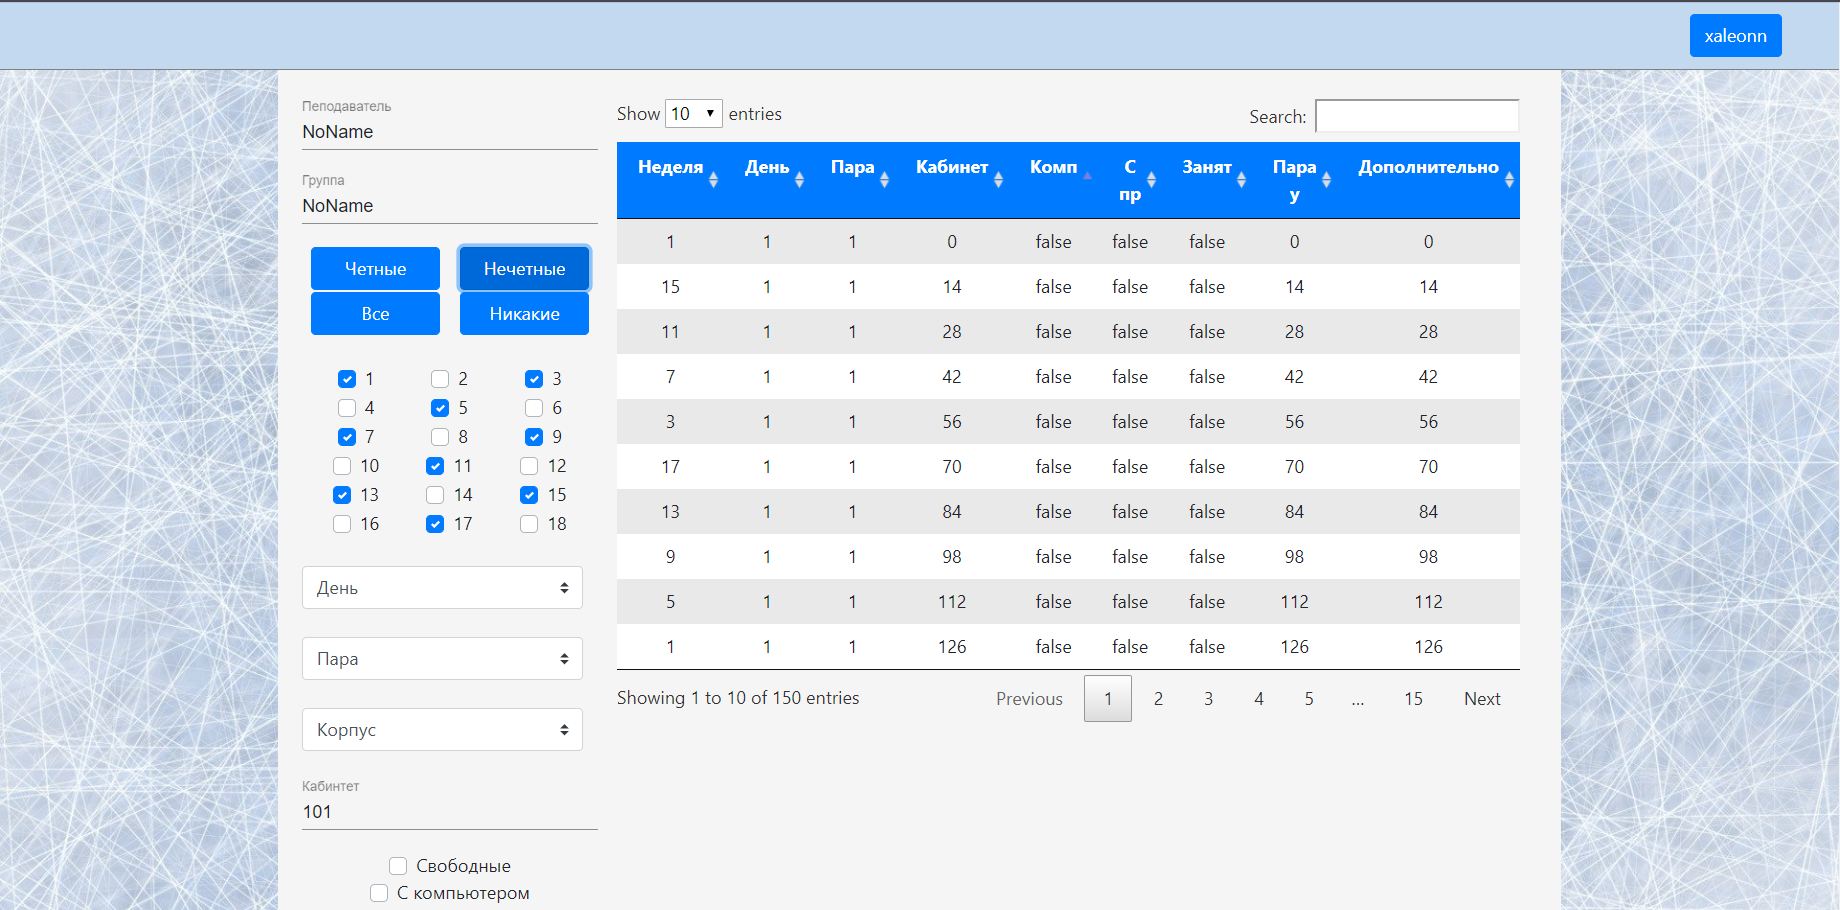 xaleonn
Пеподаватель
NoName
Группа
NoName
Четные Нечетные
Все Никакие
1 2 3
4 5 6
7 8 9
10 11 12
13 14 15
16 17 18
День
Пара
Корпус
Кабинтет
101
Свободные
С компьютером
Show 10 entries
Search:
Неделя День Пара Кабинет Комп С Занят Пара Дополнительно
пр у
1 1 1 0 false false false 0 0
15 1 1 14 false false false 14 14
11 1 1 28 false false false 28 28
7 1 1 42 false false false 42 42
3 1 1 56 false false false 56 56
17 1 1 70 false false false 70 70
13 1 1 84 false false false 84 84
9 1 1 98 false false false 98 98
5 1 1 112 false false false 112 112
1 1 1 126 false false false 126 126
Showing 1 to 10 of 150 entries
Previous 1 2 3 4 5 … 15 Next